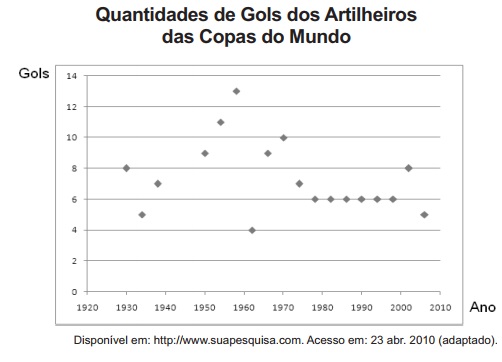 Quantidades de Gols dos Artilheiros
das Copas do Mundo
Gols
14
12
10
8
6
4
2
0
1920 1930 1940 1950 1960 1970 1980 1990 2000 2010
Ano
Disponível em: http://www.suapesquisa.com. Acesso em: 23 abr. 2010 (adaptado).